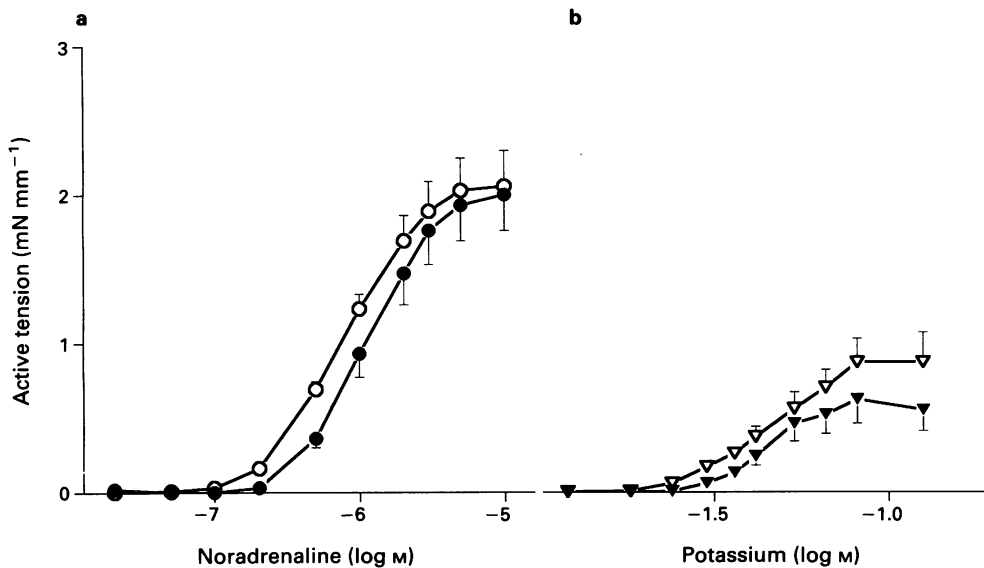 a
b
3
2
1
0
Active tension (mN mm⁻¹)
−7
−6
−5
−1.5
−1.0
Noradrenaline (log M)
Potassium (log M)